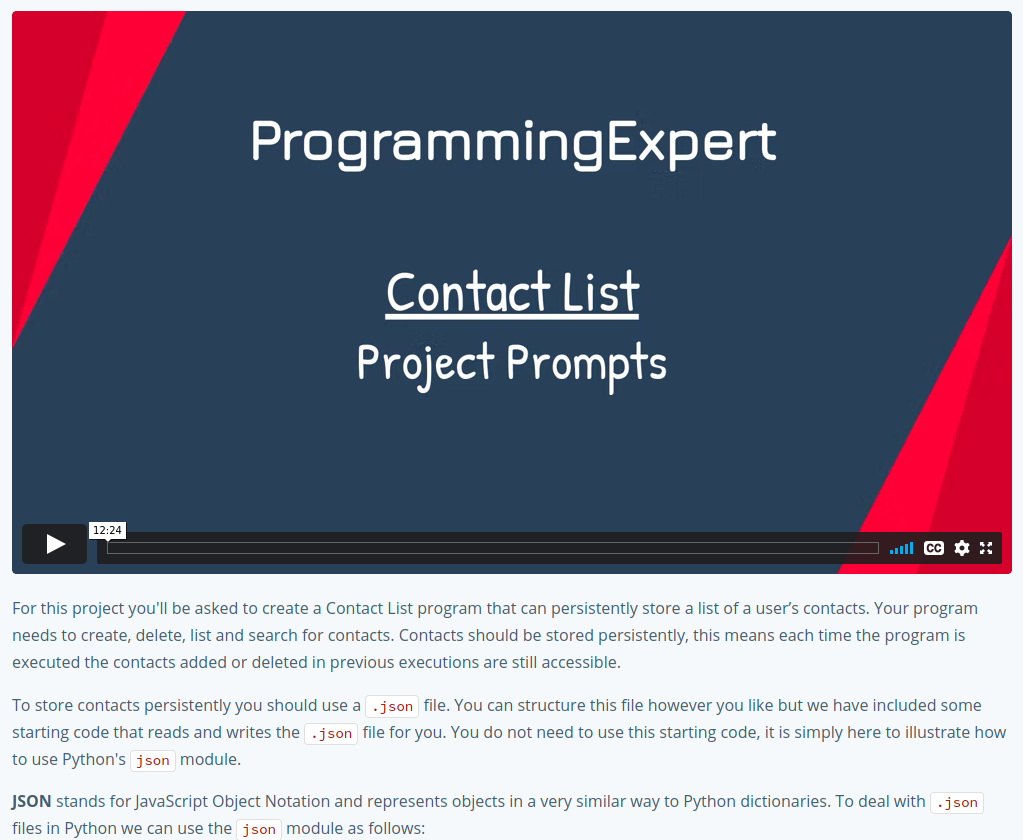 ProgrammingExpert
Contact List
Project Prompts
12:24
CC
For this project you'll be asked to create a Contact List program that can persistently store a list of a user’s contacts. Your program
needs to create, delete, list and search for contacts. Contacts should be stored persistently, this means each time the program is
executed the contacts added or deleted in previous executions are still accessible.
To store contacts persistently you should use a .json file. You can structure this file however you like but we have included some
starting code that reads and writes the .json file for you. You do not need to use this starting code, it is simply here to illustrate how
to use Python's json module.
JSON stands for JavaScript Object Notation and represents objects in a very similar way to Python dictionaries. To deal with .json
files in Python we can use the json module as follows: